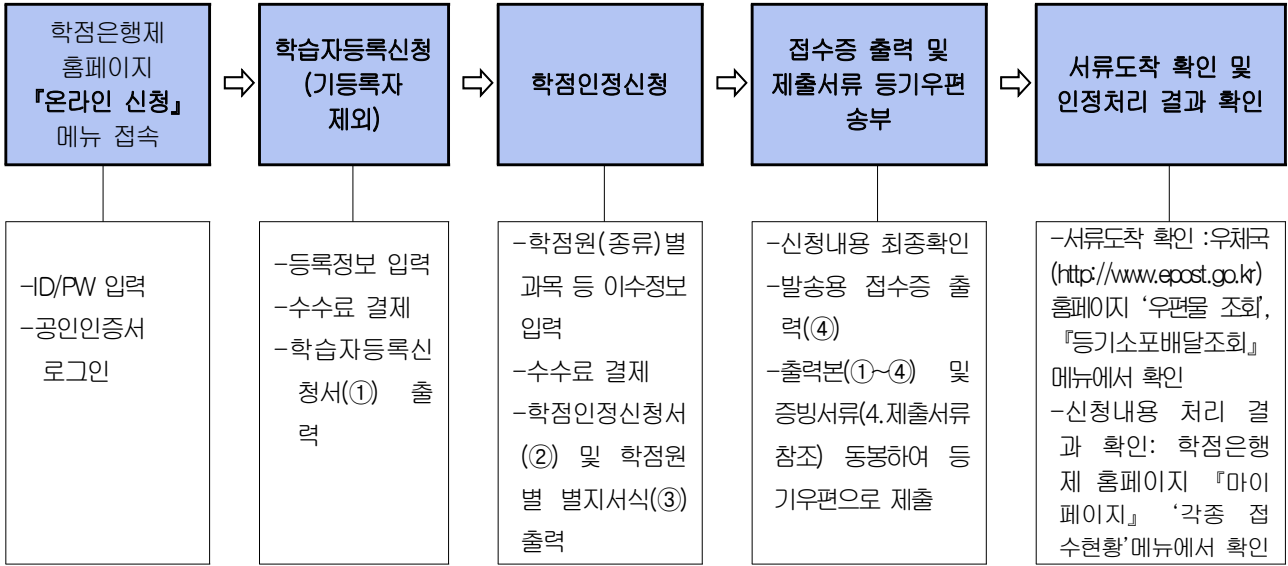 학점은행제
홈페이지
『온라인 신청』
메뉴 접속
학습자등록신청
(기등록자
제외)
학점인정신청
접수증 출력 및
제출서류 등기우편
송부
서류도착 확인 및
인정처리 결과 확인
-ID/PW 입력
-공인인증서
로그인
-등록정보 입력
-수수료 결제
-학습자등록신
청서(①) 출
력
-학점원(종류)별
과목 등 이수정보
입력
-수수료 결제
-학점인정신청서
(②) 및 학점원
별 별지서식(③)
출력
-신청내용 최종확인
-발송용 접수증 출
력(④)
-출력본(①~④) 및
증빙서류(4.제출서류
참조) 동봉하여 등
기우편으로 제출
-서류도착 확인 :우체국
(http://www.epost.go.kr)
홈페이지 ‘우편물 조회’,
『등기소포배달조회』
메뉴에서 확인
-신청내용 처리 결
과 확인: 학점은행
제 홈페이지 『마이
페이지』 ‘각종 접
수현황’메뉴에서 확인